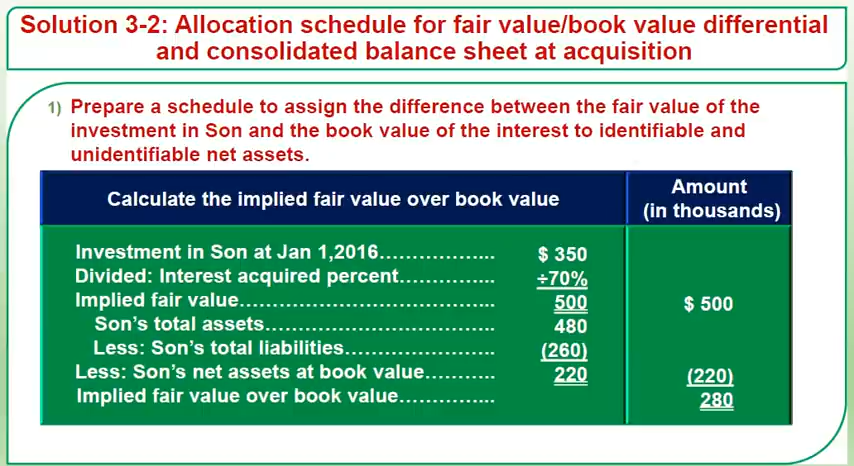 Solution 3-2: Allocation schedule for fair value/book value differential
and consolidated balance sheet at acquisition
1) Prepare a schedule to assign the difference between the fair value of the
investment in Son and the book value of the interest to identifiable and
unidentifiable net assets.
Calculate the implied fair value over book value
Amount
(in thousands)
Investment in Son at Jan 1,2016……………….. $ 350
Divided: Interest acquired percent……………. ÷70%
Implied fair value…………………………………….. 500 $ 500
Son’s total assets………………………………….. 480
Less: Son’s total liabilities……………………. (260)
Less: Son’s net assets at book value……….. 220 (220)
Implied fair value over book value……………... 280